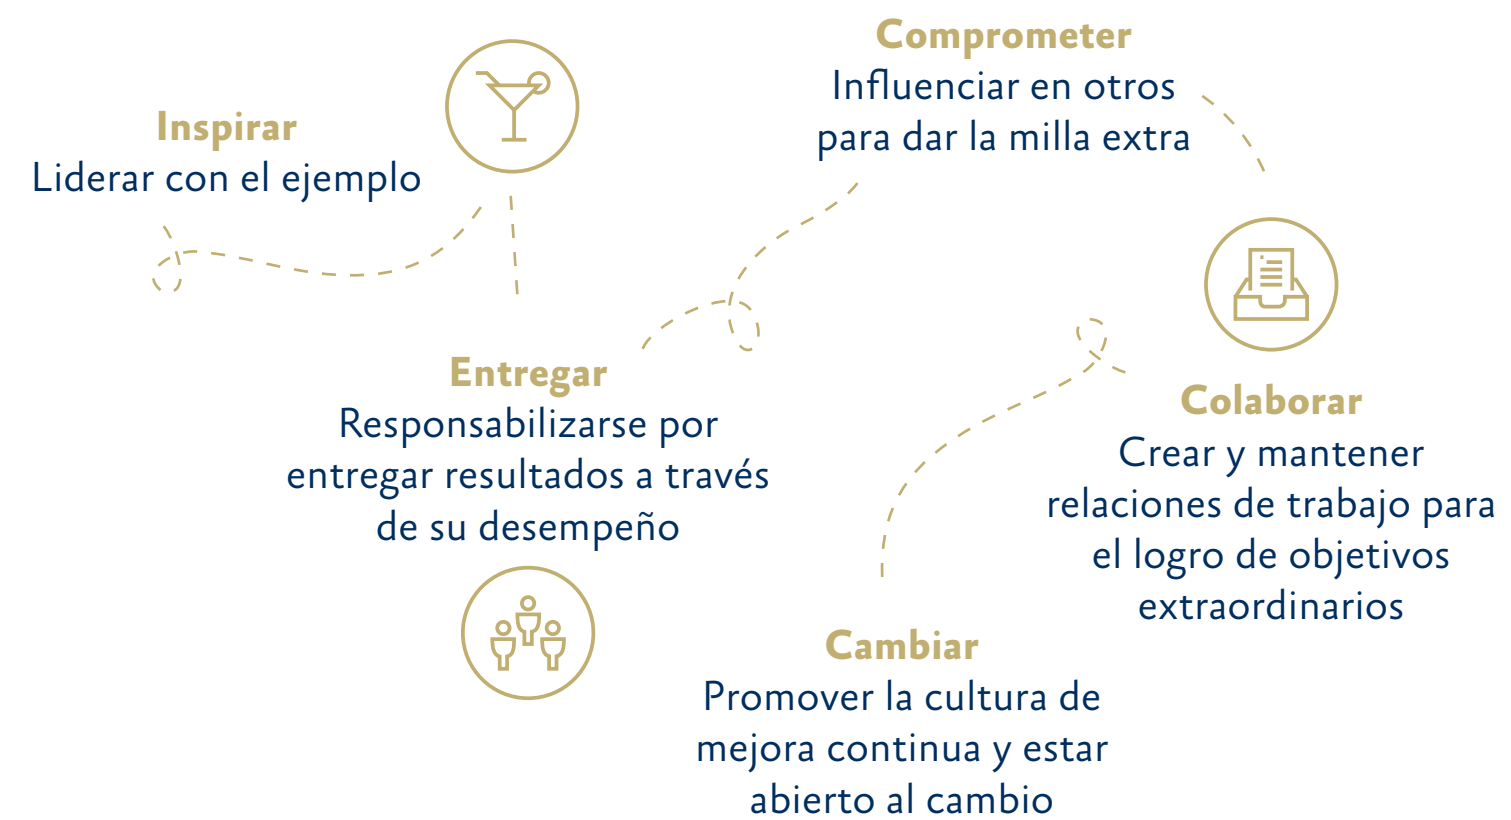 Inspirar
Liderar con el ejemplo
Entregar
Responsabilizarse por
entregar resultados a través
de su desempeño
Comprometer
Influenciar en otros
para dar la milla extra
Colaborar
Crear y mantener
relaciones de trabajo para
el logro de objetivos
extraordinarios
Cambiar
Promover la cultura de
mejora continua y estar
abierto al cambio